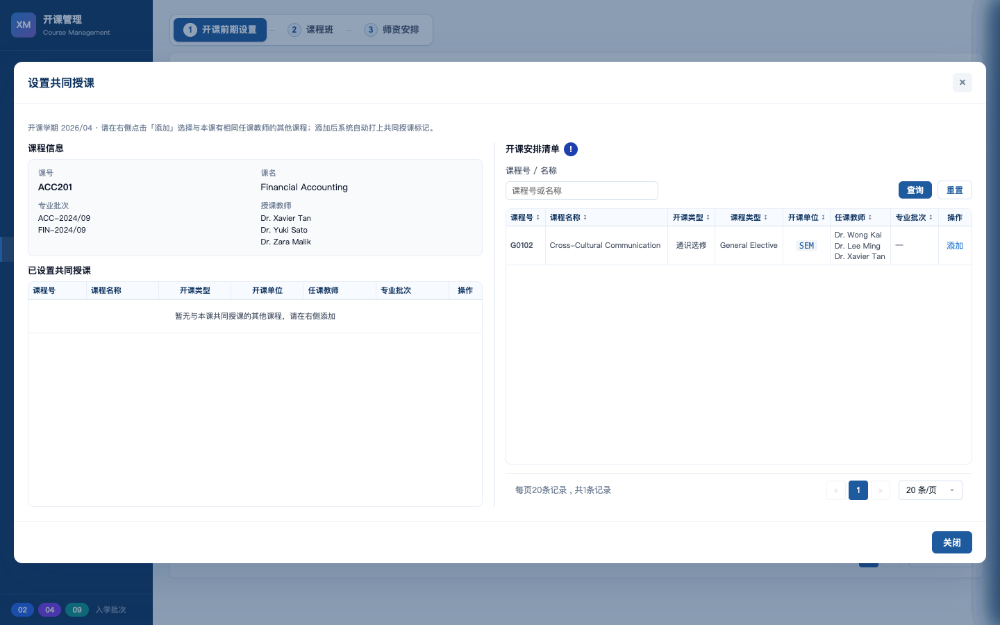 XM
开课管理
Course Management
1 开课前期设置
2 课程班
3 师资安排
设置共同授课
×
开课学期 2026/04 · 请在右侧点击「添加」选择与本课有相同任课教师的其他课程；添加后系统自动打上共同授课标记。
课程信息
课号
ACC201
课名
Financial Accounting
专业批次
ACC-2024/09
FIN-2024/09
授课教师
Dr. Xavier Tan
Dr. Yuki Sato
Dr. Zara Malik
已设置共同授课
课程号 课程名称 开课类型 开课单位 任课教师 专业批次 操作
暂无与本课共同授课的其他课程，请在右侧添加
开课安排清单 !
课程号 / 名称
课程号或名称
查询
重置
课程号 ↕ 课程名称 ↕ 开课类型 ↕ 课程类型 ↕ 开课单位 ↕ 任课教师 ↕ 专业批次 ↕ 操作
G0102 Cross-Cultural Communication 通识选修 General Elective SEM
Dr. Wong Kai
Dr. Lee Ming
Dr. Xavier Tan
— 添加
每页20条记录 , 共1条记录
« 1 »
20 条/页
关闭
02 04 09 入学批次